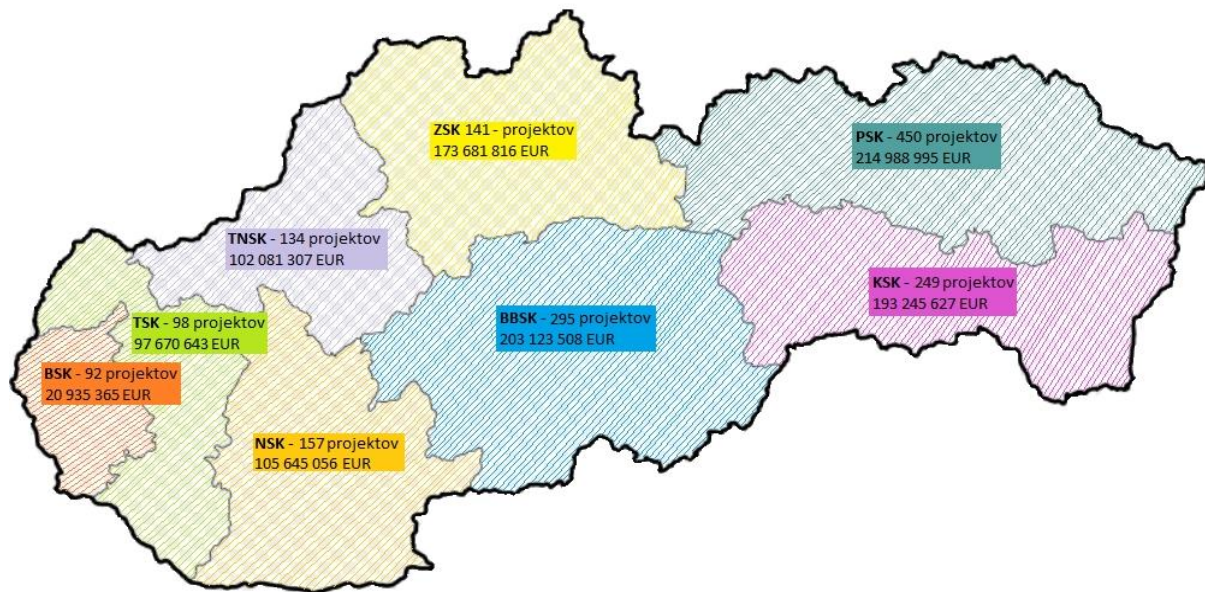 ZSK 141 - projektov
173 681 816 EUR
PSK - 450 projektov
214 988 995 EUR
TNSK - 134 projektov
102 081 307 EUR
KSK - 249 projektov
193 245 627 EUR
TSK - 98 projektov
97 670 643 EUR
BBSK - 295 projektov
203 123 508 EUR
BSK - 92 projektov
20 935 365 EUR
NSK - 157 projektov
105 645 056 EUR